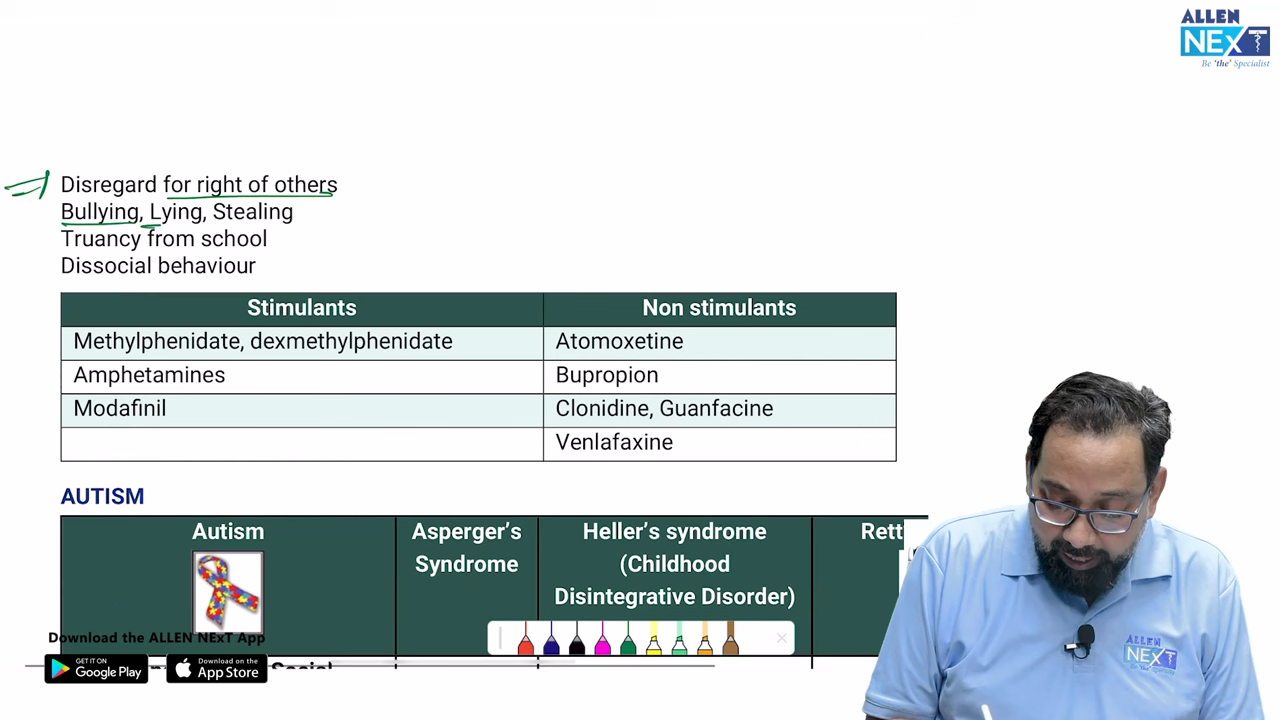 ALLEN
NEXT
Be 'the' Specialist
Disregard for right of others
Bullying, Lying, Stealing
Truancy from school
Dissocial behaviour
Stimulants Non stimulants
Methylphenidate, dexmethylphenidate Atomoxetine
Amphetamines Bupropion
Modafinil Clonidine, Guanfacine
Venlafaxine
AUTISM
Autism Asperger's Syndrome Heller's syndrome (Childhood Disintegrative Disorder) Rett
Download the ALLEN NExT App
GET IT ON Google Play
Download on the App Store
Social
ALLEN
NEXT